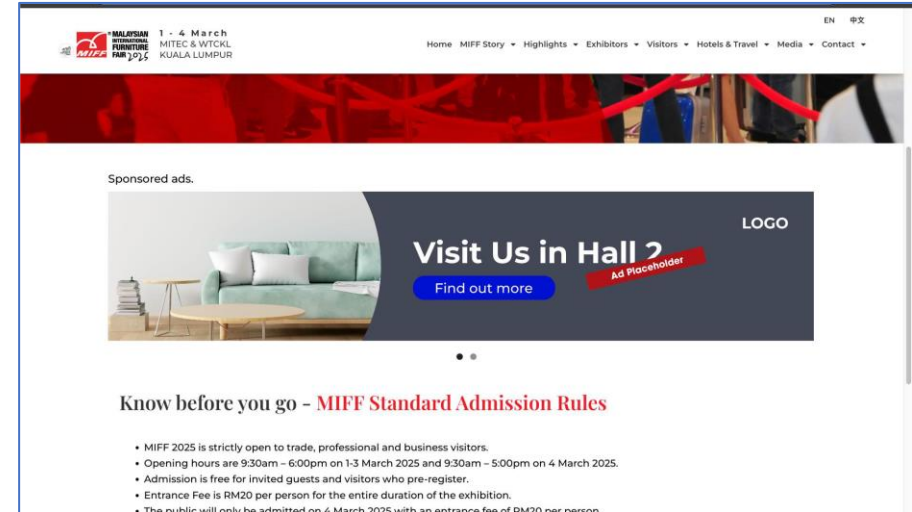 EN 中文
MALAYSIAN INTERNATIONAL FURNITURE FAIR 2025
MIFF
1 - 4 March
MITEC & WTCKL
KUALA LUMPUR
Home MIFF Story Highlights Exhibitors Visitors Hotels & Travel Media Contact
Sponsored ads.
LOGO
Visit Us in Hall 2
Ad Placeholder
Find out more
Know before you go - MIFF Standard Admission Rules
• MIFF 2025 is strictly open to trade, professional and business visitors.
• Opening hours are 9:30am – 6:00pm on 1-3 March 2025 and 9:30am – 5:00pm on 4 March 2025.
• Admission is free for invited guests and visitors who pre-register.
• Entrance Fee is RM20 per person for the entire duration of the exhibition.
• The public will only be admitted on 4 March 2025 with an entrance fee of RM20 per person.